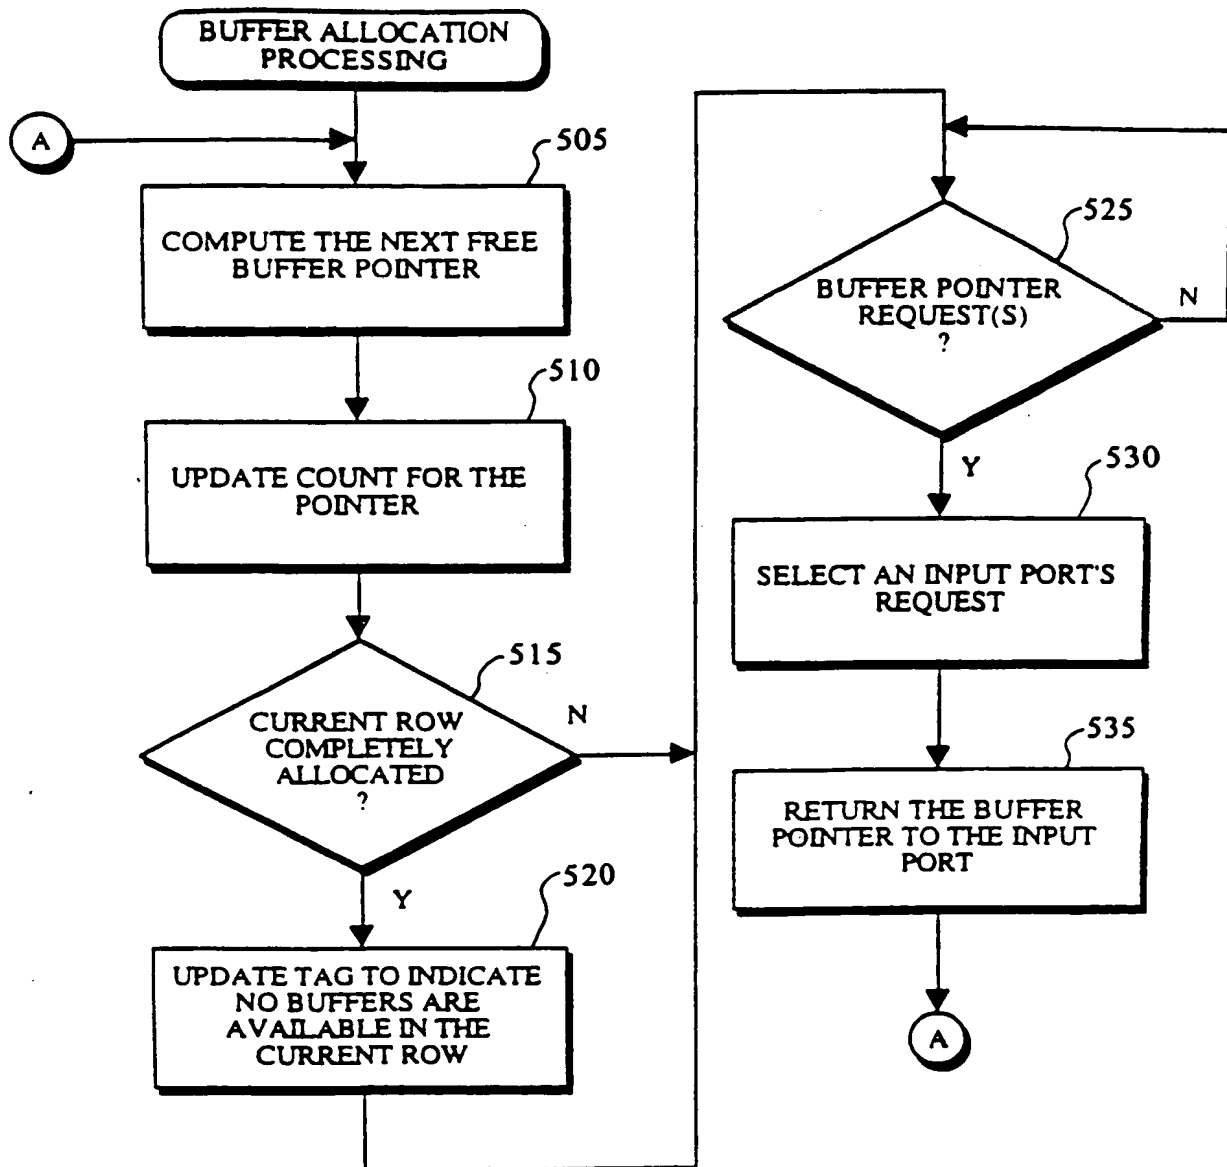 BUFFER ALLOCATION
PROCESSING
A
505
COMPUTE THE NEXT FREE
BUFFER POINTER
510
UPDATE COUNT FOR THE
POINTER
515
CURRENT ROW
COMPLETELY
ALLOCATED
?
N
Y
520
UPDATE TAG TO INDICATE
NO BUFFERS ARE
AVAILABLE IN THE
CURRENT ROW
525
BUFFER POINTER
REQUEST(S)
?
N
Y
530
SELECT AN INPUT PORT'S
REQUEST
535
RETURN THE BUFFER
POINTER TO THE INPUT
PORT
A